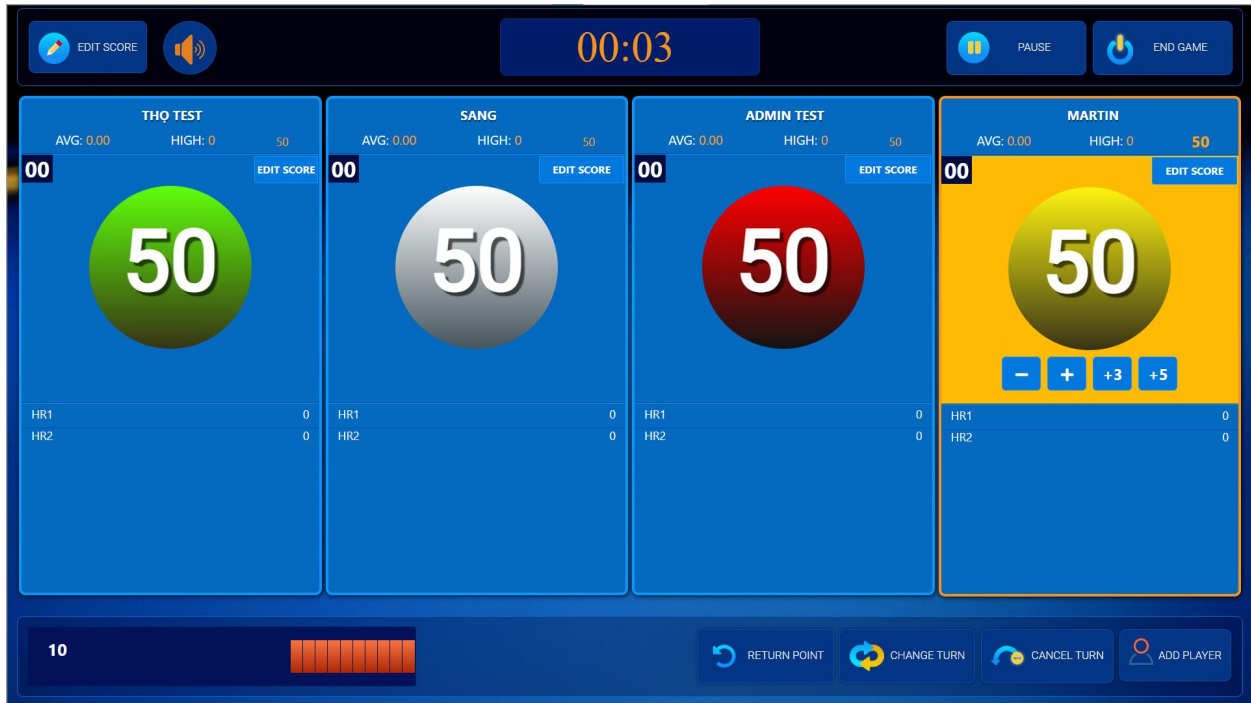 EDIT SCORE
00:03
PAUSE
END GAME
THỌ TEST
AVG: 0.00 HIGH: 0 50
00 EDIT SCORE
50
HR1 0
HR2 0
SANG
AVG: 0.00 HIGH: 0 50
00 EDIT SCORE
50
HR1 0
HR2 0
ADMIN TEST
AVG: 0.00 HIGH: 0 50
00 EDIT SCORE
50
HR1 0
HR2 0
MARTIN
AVG: 0.00 HIGH: 0 50
00 EDIT SCORE
50
− + +3 +5
HR1 0
HR2 0
10
RETURN POINT
CHANGE TURN
CANCEL TURN
ADD PLAYER